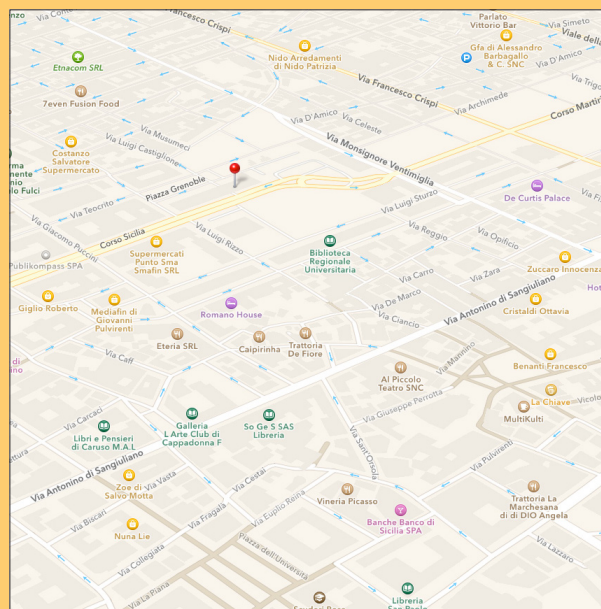 Via Conte
Francesco Crispi
Parlato
Vittorio Bar
Via Simeto
Viale della
Nido Arredamenti
di Nido Patrizia
Gfa di Alessandro
Barbagallo
& C. SNC
Via D'Amico
Etnacom SRL
Via Francesco Crispi
Via Trigo
7even Fusion Food
Via Archimede
Corso Martiri
Via D'Amico
Via Celeste
Via Musumeci
Via Monsignore Ventimiglia
Costanzo
Salvatore
Supermercato
Via Luigi Castiglione
Piazza Grenoble
lo Fulci
Via Teocrito
De Curtis Palace
Via Luigi Sturzo
Via Giacomo Puccini
Corso Sicilia
Via Luigi Rizzo
Via Reggio
Via Opificio
Publikompass SPA
Supermercati
Punto Sma
Smafin SRL
Biblioteca
Regionale
Universitaria
Zuccaro Innocenza
Via Carro
Via Zara
Giglio Roberto
Mediafin di
Giovanni
Pulvirenti
Romano House
Via De Marco
Via Ciancio
Via Antonino di Sangiuliano
Cristaldi Ottavia
Eteria SRL
Caipirinha
Trattoria
De Fiore
Via Caff
Via Mannino
Al Piccolo
Teatro SNC
Benanti Francesco
La Chiave
Vicolo
Via Giuseppe Perrotta
MultiKulti
Via Carcaci
Libri e Pensieri
di Caruso M.A.L
Galleria
L Arte Club di
Cappadonna F
So Ge S SAS
Libreria
Via Sant'Orsola
Via Pulvirenti
Via Antonino di Sangiuliano
Zoe di
Salvo Motta
Via Vasta
Via Cestai
Vineria Picasso
Via Euplio Reina
Trattoria La
Marchesana
di di DIO Angela
Via Biscari
Via Fragalà
Banche Banco di
Sicilia SPA
Nuna Lie
Via Collegiata
Piazza dell'Università
Via Lazzaro
Via La Piana
Libreria
San Paolo